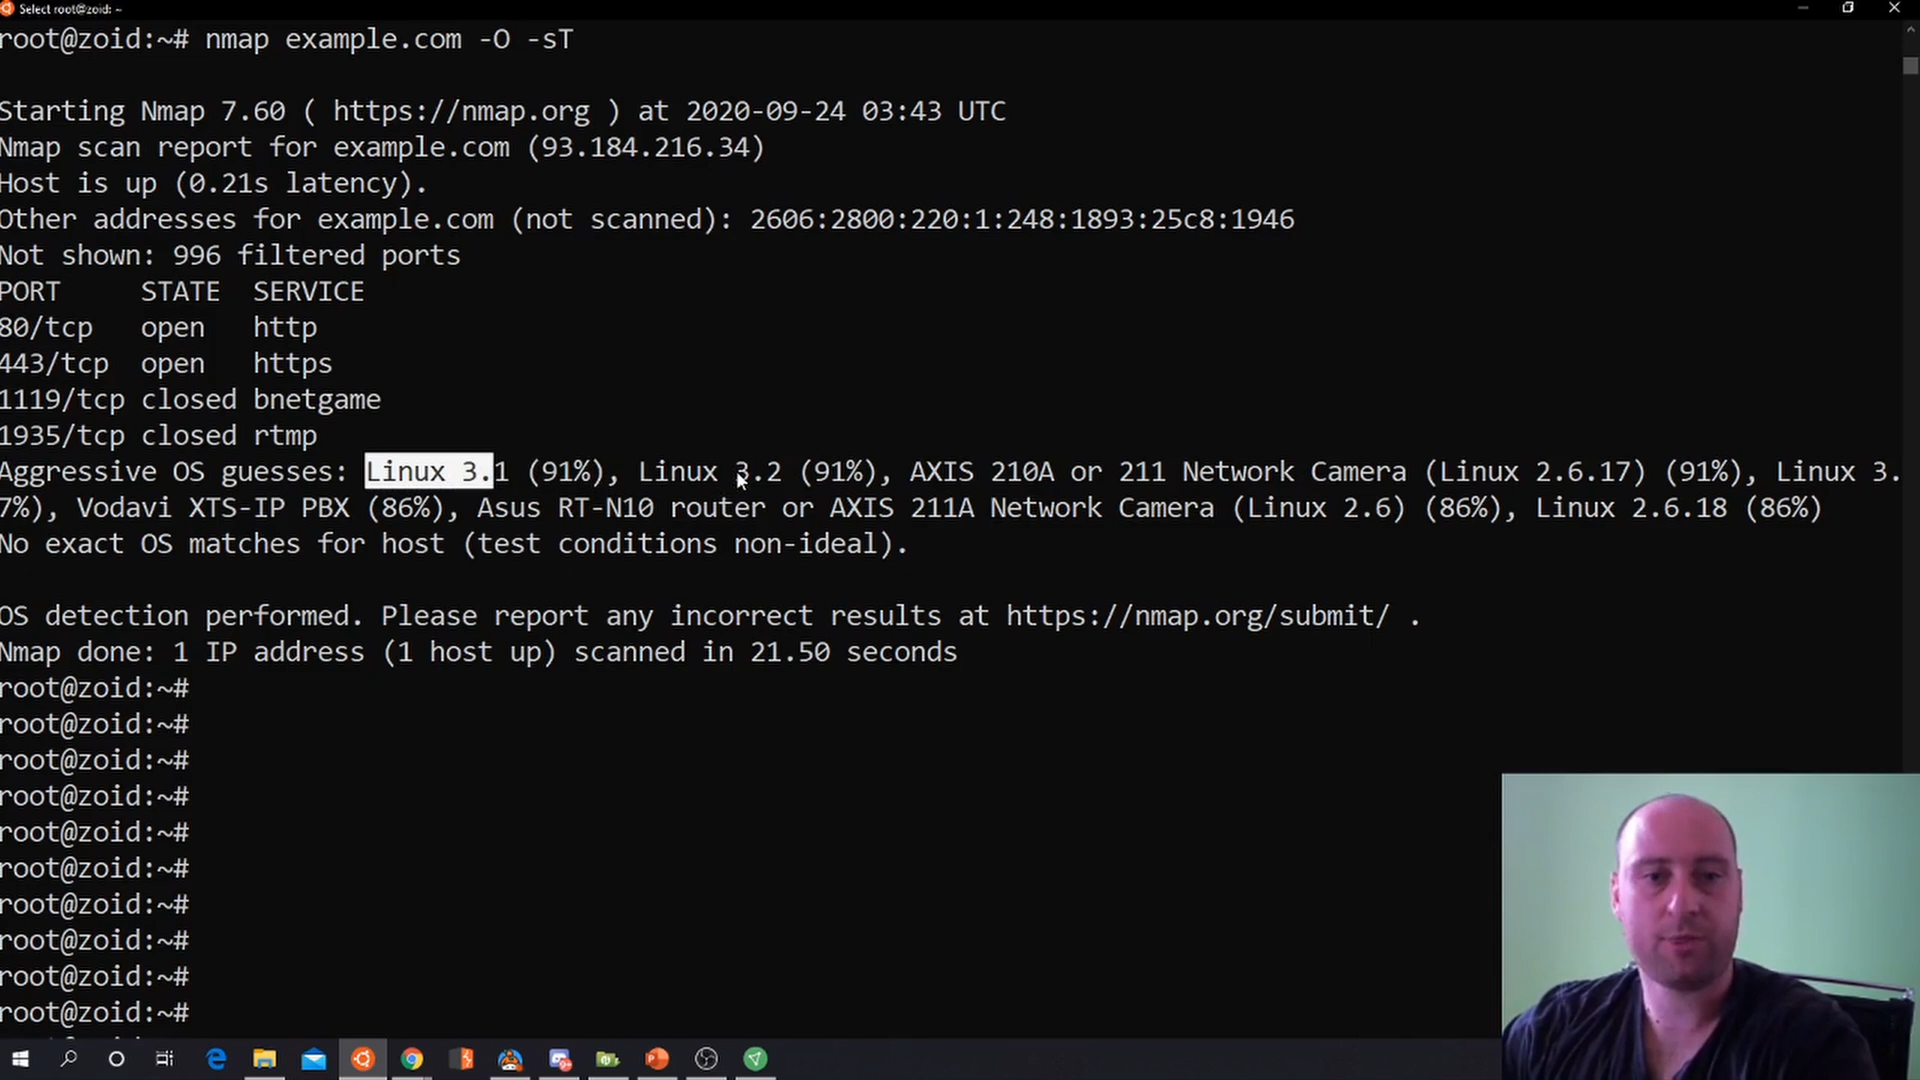 Select root@zoid: ~
root@zoid:~# nmap example.com -O -sT
Starting Nmap 7.60 ( https://nmap.org ) at 2020-09-24 03:43 UTC
Nmap scan report for example.com (93.184.216.34)
Host is up (0.21s latency).
Other addresses for example.com (not scanned): 2606:2800:220:1:248:1893:25c8:1946
Not shown: 996 filtered ports
PORT     STATE  SERVICE
80/tcp   open   http
443/tcp  open   https
1119/tcp closed bnetgame
1935/tcp closed rtmp
Aggressive OS guesses: Linux 3.1 (91%), Linux 3.2 (91%), AXIS 210A or 211 Network Camera (Linux 2.6.17) (91%), Linux 3.
7%), Vodavi XTS-IP PBX (86%), Asus RT-N10 router or AXIS 211A Network Camera (Linux 2.6) (86%), Linux 2.6.18 (86%)
No exact OS matches for host (test conditions non-ideal).
OS detection performed. Please report any incorrect results at https://nmap.org/submit/ .
Nmap done: 1 IP address (1 host up) scanned in 21.50 seconds
root@zoid:~#
root@zoid:~#
root@zoid:~#
root@zoid:~#
root@zoid:~#
root@zoid:~#
root@zoid:~#
root@zoid:~#
root@zoid:~#
root@zoid:~#